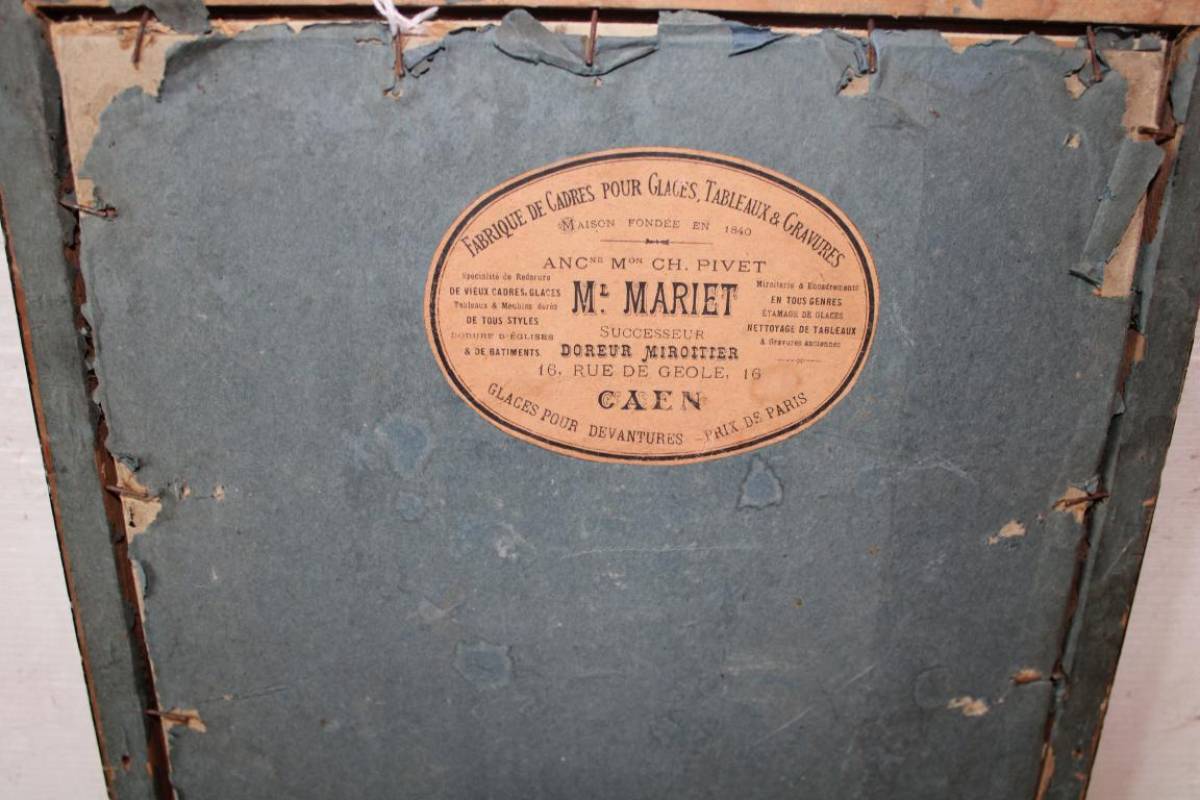 FABRIQUE DE CADRES POUR GLACES, TABLEAUX & GRAVURES
MAISON FONDÉE EN 1840
ANCNE MON CH. PIVET
ML MARIET
SUCCESSEUR
DOREUR MIROITIER
16, RUE DE GEOLE, 16
CAEN
Spécialité de Redorure
DE VIEUX CADRES, GLACES
Tableaux & Meubles dorés
DE TOUS STYLES
DORURE D'ÉGLISES
& DE BATIMENTS
Miroiterie & Encadrements
EN TOUS GENRES
ÉTAMAGE DE GLACES
NETTOYAGE DE TABLEAUX
& Gravures anciennes
GLACES POUR DEVANTURES - PRIX DE PARIS